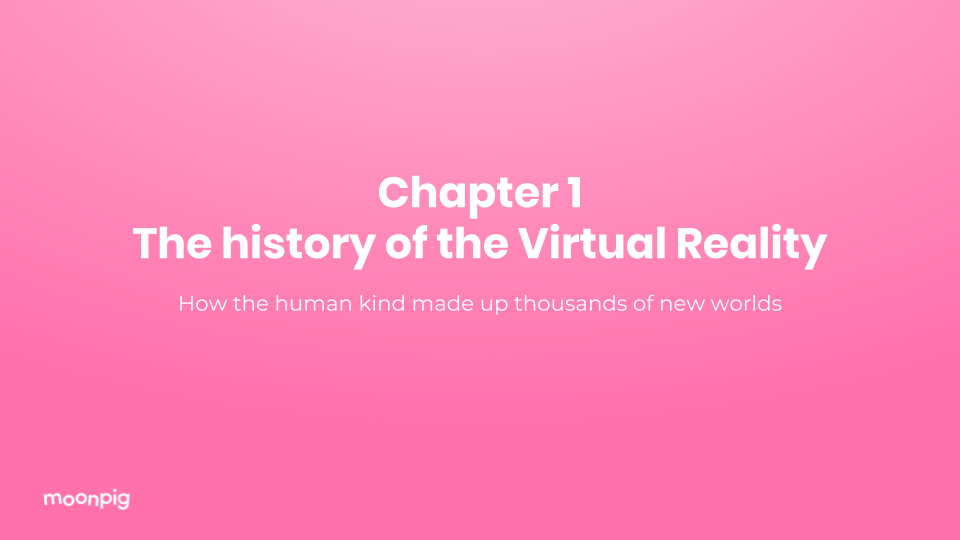 Chapter 1
The history of the Virtual Reality
How the human kind made up thousands of new worlds
moonpig